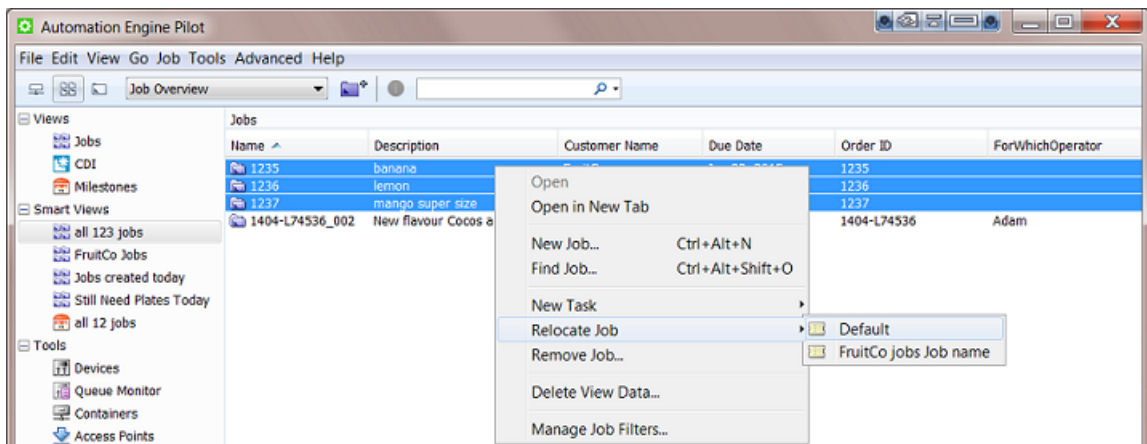 Automation Engine Pilot
File Edit View Go Job Tools Advanced Help
Job Overview
Views
Jobs
CDI
Milestones
Smart Views
all 123 jobs
FruitCo Jobs
Jobs created today
Still Need Plates Today
all 12 jobs
Tools
Devices
Queue Monitor
Containers
Access Points
Jobs
Name Description Customer Name Due Date Order ID ForWhichOperator
1235 banana 1235
1236 lemon 1236
1237 mango super size 1237
1404-L74536_002 New flavour Cocos a 1404-L74536 Adam
Open
Open in New Tab
New Job... Ctrl+Alt+N
Find Job... Ctrl+Alt+Shift+O
New Task
Relocate Job
Remove Job...
Delete View Data...
Manage Job Filters...
Default
FruitCo jobs Job name